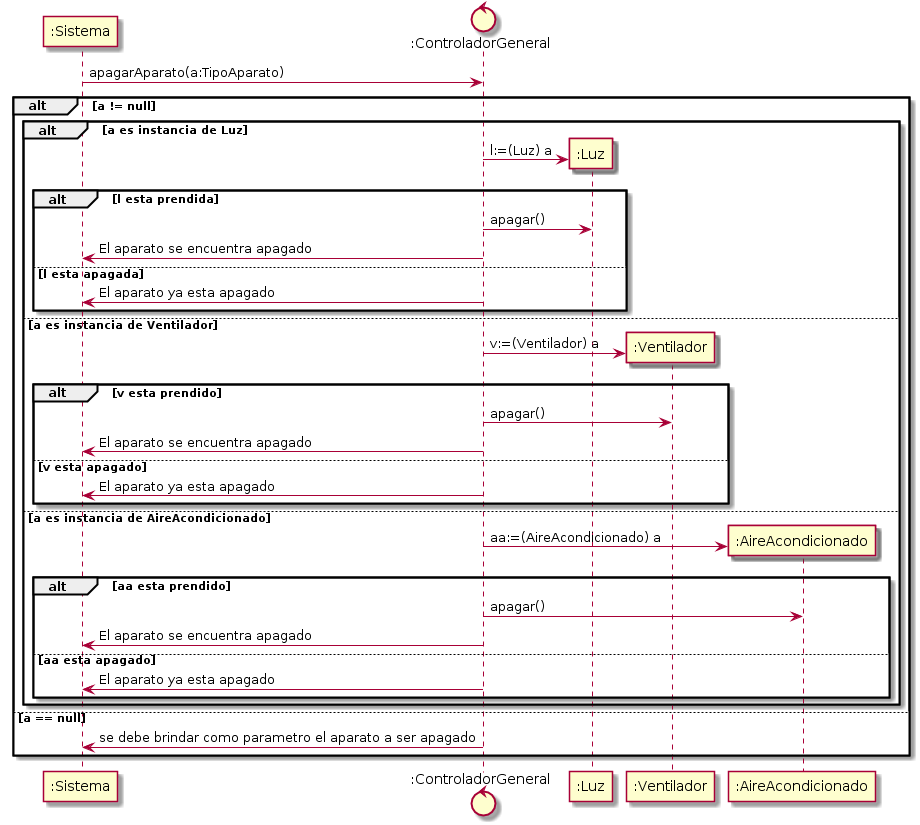 :Sistema
:ControladorGeneral
apagarAparato(a:TipoAparato)
alt [a != null]
alt [a es instancia de Luz]
l:=(Luz) a
:Luz
alt [l esta prendida]
apagar()
El aparato se encuentra apagado
[l esta apagada]
El aparato ya esta apagado
[a es instancia de Ventilador]
v:=(Ventilador) a
:Ventilador
alt [v esta prendido]
apagar()
El aparato se encuentra apagado
[v esta apagado]
El aparato ya esta apagado
[a es instancia de AireAcondicionado]
aa:=(AireAcondicionado) a
:AireAcondicionado
alt [aa esta prendido]
apagar()
El aparato se encuentra apagado
[aa esta apagado]
El aparato ya esta apagado
[a == null]
se debe brindar como parametro el aparato a ser apagado
:Sistema
:ControladorGeneral
:Luz
:Ventilador
:AireAcondicionado